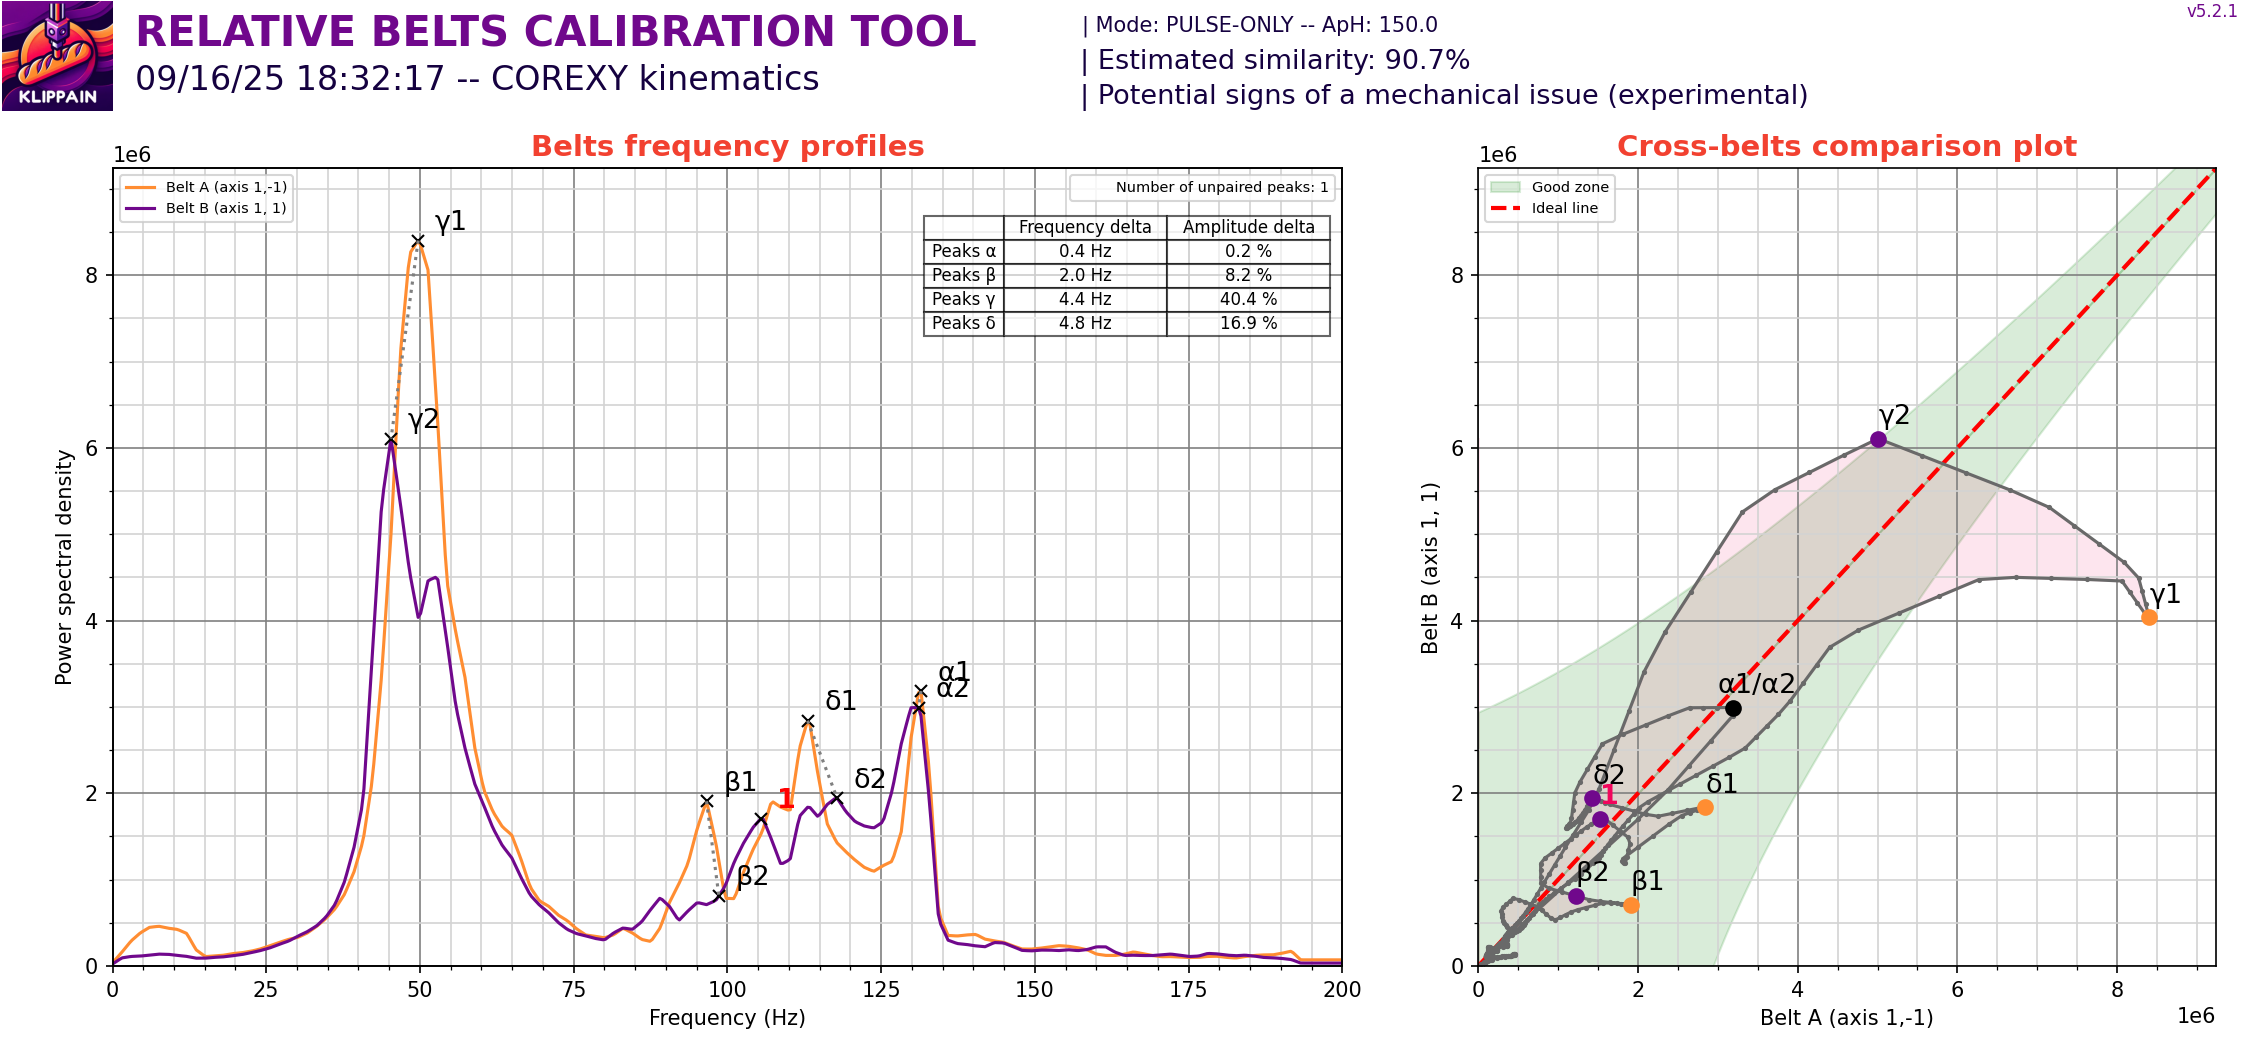 KLIPPAIN
RELATIVE BELTS CALIBRATION TOOL
09/16/25 18:32:17 -- COREXY kinematics
| Mode: PULSE-ONLY -- ApH: 150.0
| Estimated similarity: 90.7%
| Potential signs of a mechanical issue (experimental)
v5.2.1
Belts frequency profiles
1e6
Belt A (axis 1,-1)
Belt B (axis 1, 1)
Number of unpaired peaks: 1
Frequency delta Amplitude delta
Peaks α 0.4 Hz 0.2 %
Peaks β 2.0 Hz 8.2 %
Peaks γ 4.4 Hz 40.4 %
Peaks δ 4.8 Hz 16.9 %
γ1
γ2
α1
α2
δ1
δ2
β1
1
β2
8
6
4
2
0
Power spectral density
0 25 50 75 100 125 150 175 200
Frequency (Hz)
Cross-belts comparison plot
1e6
Good zone
Ideal line
γ2
γ1
α1/α2
δ2
1
δ1
β2
β1
8
6
4
2
0
Belt B (axis 1, 1)
0 2 4 6 8
Belt A (axis 1,-1)
1e6